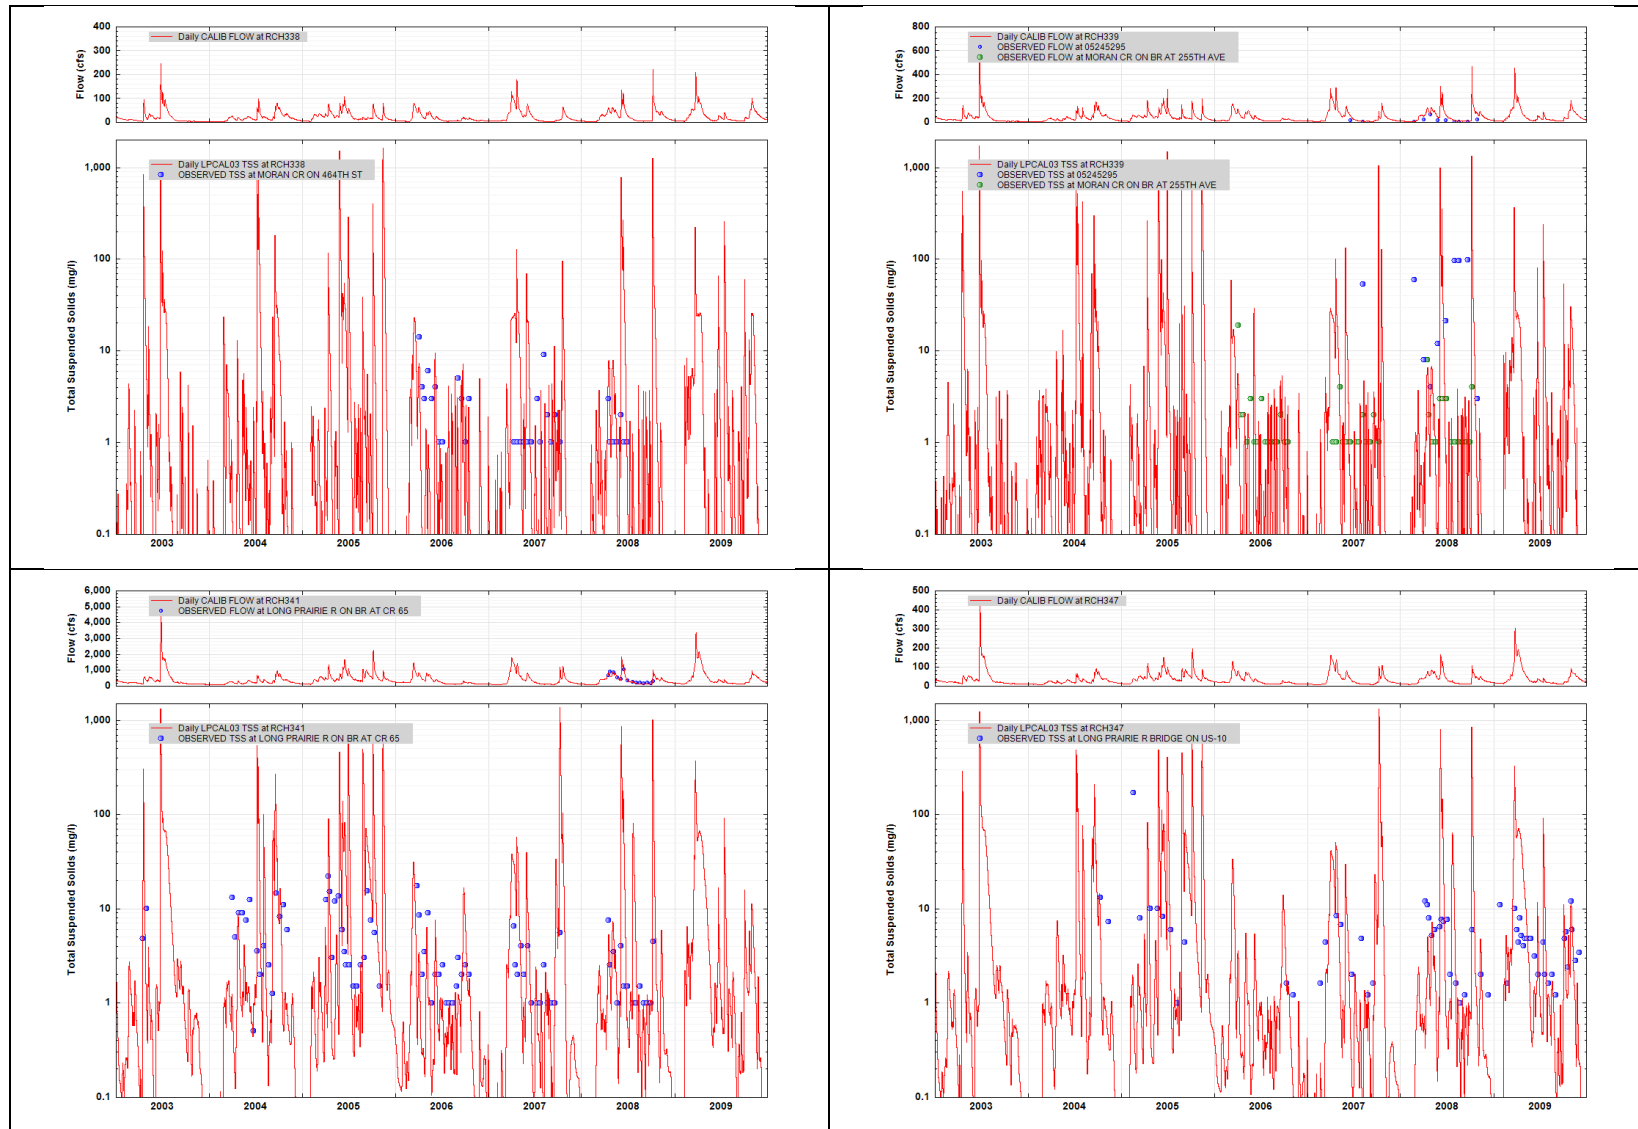 400
300
200
100
0
Flow (cfs)
Daily CALIB FLOW at RCH338
1,000
100
10
1
0.1
Total Suspended Solids (mg/l)
Daily LPCAL03 TSS at RCH338
OBSERVED TSS at MORAN CR ON 464TH ST
2003 2004 2005 2006 2007 2008 2009
800
600
400
200
0
Flow (cfs)
Daily CALIB FLOW at RCH339
OBSERVED FLOW at 05245295
OBSERVED FLOW at MORAN CR ON BR AT 255TH AVE
1,000
100
10
1
0.1
Total Suspended Solids (mg/l)
Daily LPCAL03 TSS at RCH339
OBSERVED TSS at 05245295
OBSERVED TSS at MORAN CR ON BR AT 255TH AVE
2003 2004 2005 2006 2007 2008 2009
6,000
5,000
4,000
3,000
2,000
1,000
0
Flow (cfs)
Daily CALIB FLOW at RCH341
OBSERVED FLOW at LONG PRAIRIE R ON BR AT CR 65
1,000
100
10
1
0.1
Total Suspended Solids (mg/l)
Daily LPCAL03 TSS at RCH341
OBSERVED TSS at LONG PRAIRIE R ON BR AT CR 65
2003 2004 2005 2006 2007 2008 2009
500
400
300
200
100
0
Flow (cfs)
Daily CALIB FLOW at RCH347
1,000
100
10
1
0.1
Total Suspended Solids (mg/l)
Daily LPCAL03 TSS at RCH347
OBSERVED TSS at LONG PRAIRIE R BRIDGE ON US-10
2003 2004 2005 2006 2007 2008 2009